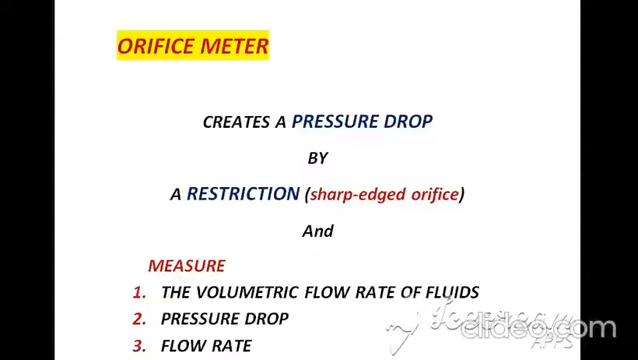 ORIFICE METER
CREATES A PRESSURE DROP
BY
A RESTRICTION (sharp-edged orifice)
And
MEASURE
1. THE VOLUMETRIC FLOW RATE OF FLUIDS
2. PRESSURE DROP
3. FLOW RATE
clideo.com
APPS